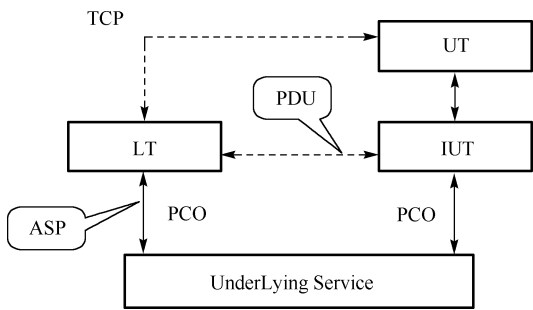 TCP
UT
PDU
LT
IUT
ASP
PCO
PCO
UnderLying Service